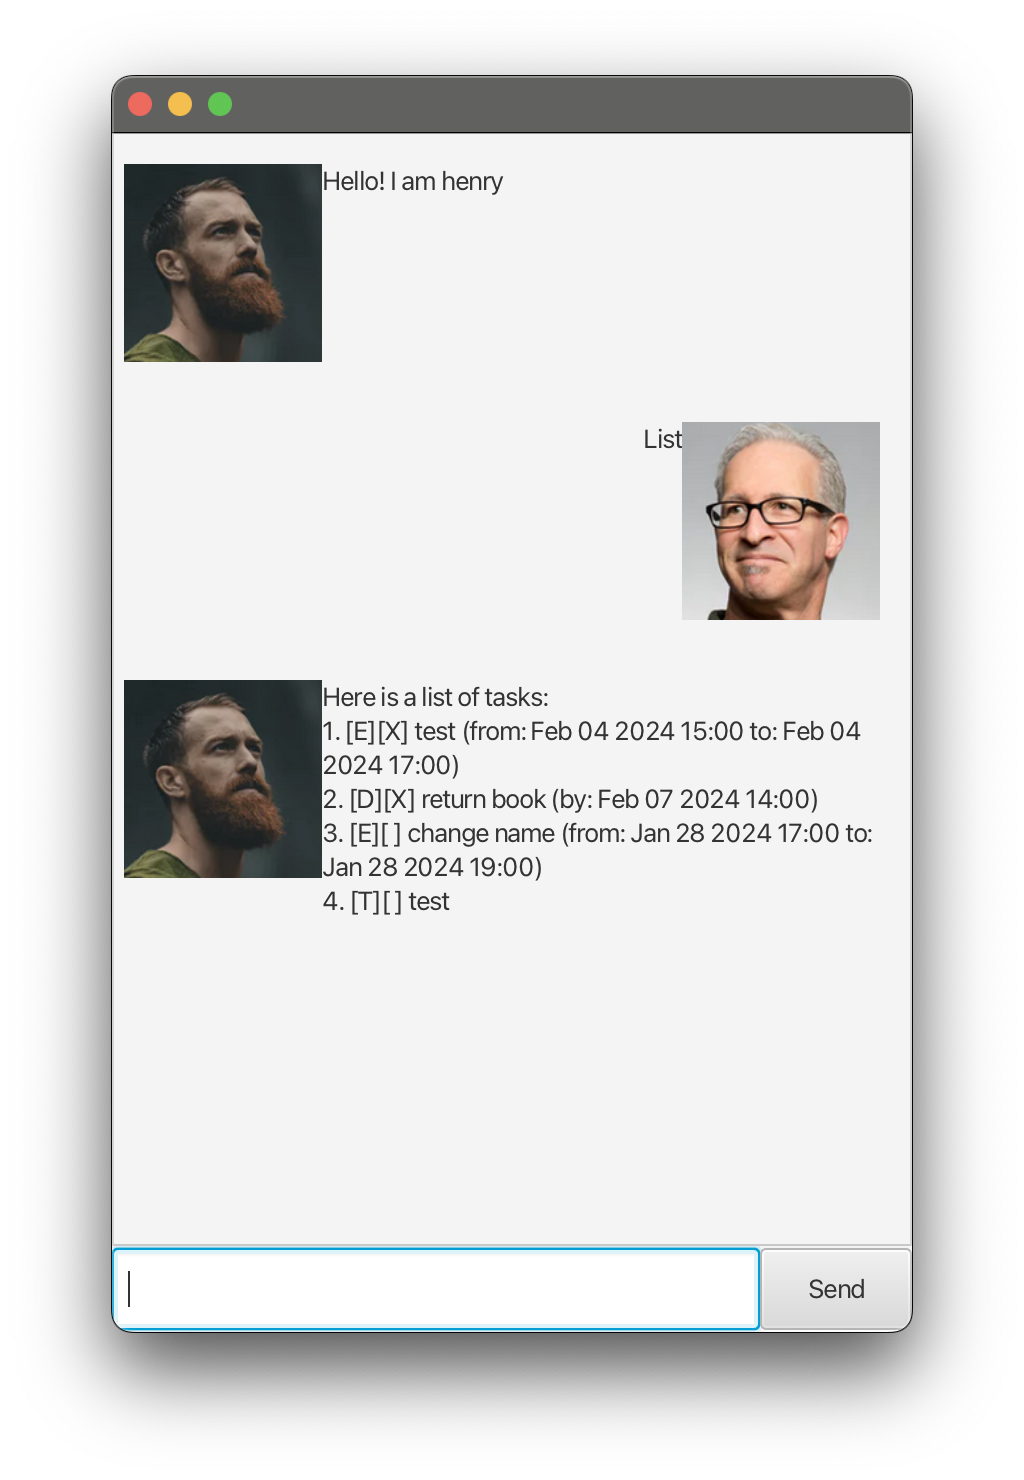 Hello! I am henry
List
Here is a list of tasks:
1. [E][X] test (from: Feb 04 2024 15:00 to: Feb 04
2024 17:00)
2. [D][X] return book (by: Feb 07 2024 14:00)
3. [E][ ] change name (from: Jan 28 2024 17:00 to:
Jan 28 2024 19:00)
4. [T][ ] test
Send